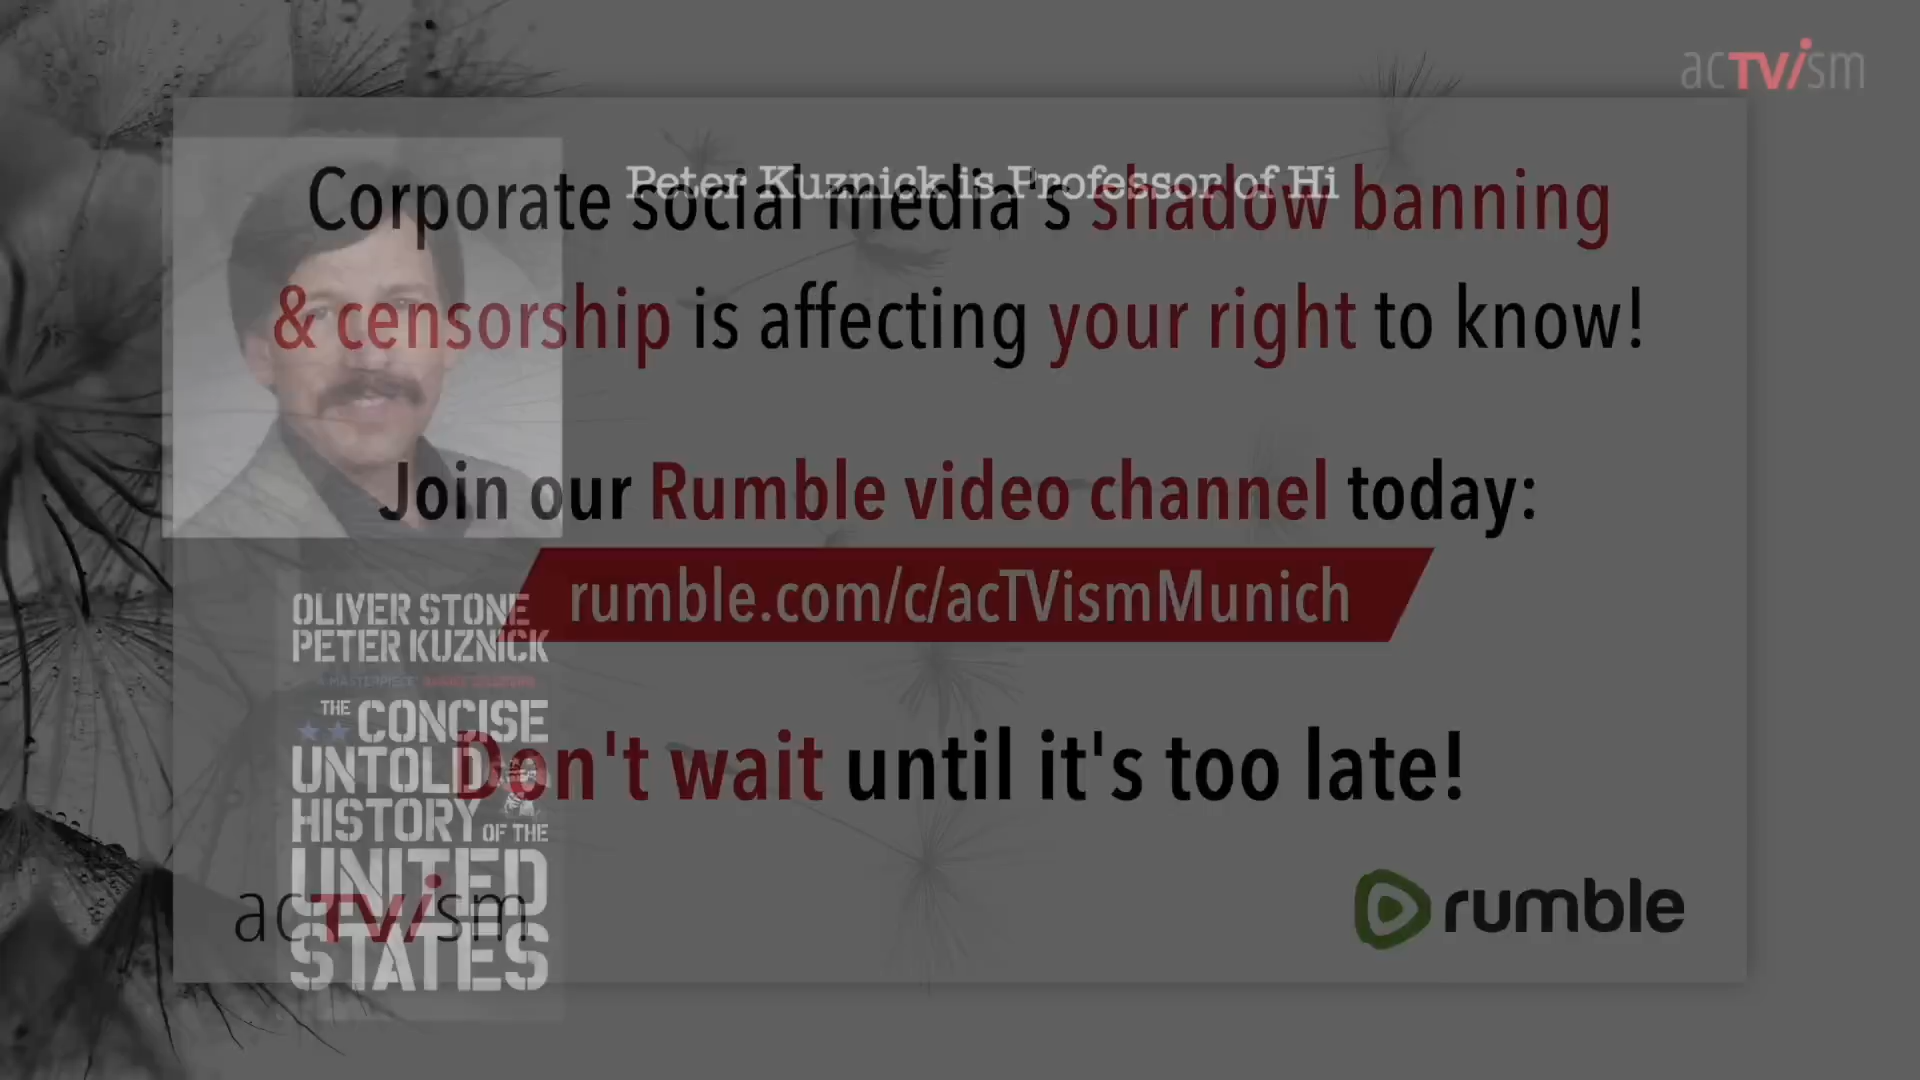 acTVism
Peter Kuznick is Professor of Hi
Corporate social media's shadow banning
& censorship is affecting your right to know!
Join our Rumble video channel today:
rumble.com/c/acTVismMunich
OLIVER STONE
PETER KUZNICK
THE CONCISE
UNTOLD
HISTORY OF THE
UNITED
STATES
Don't wait until it's too late!
acTVism
rumble